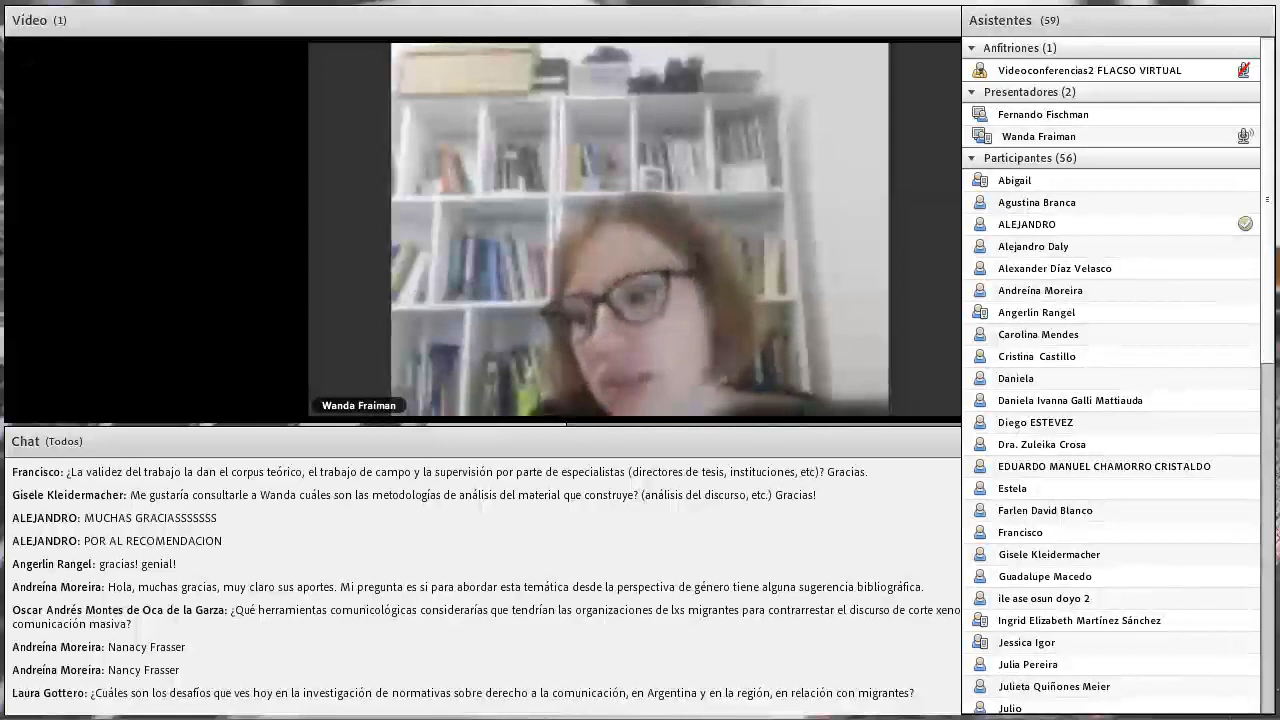 Vídeo (1)
Wanda Fraiman
Chat (Todos)
Francisco: ¿La validez del trabajo la dan el corpus teórico, el trabajo de campo y la supervisión por parte de especialistas (directores de tesis, instituciones, etc)? Gracias.
Gisele Kleidermacher: Me gustaría consultarle a Wanda cuáles son las metodologías de análisis del material que construye? (análisis del discurso, etc.) Gracias!
ALEJANDRO: MUCHAS GRACIASSSSSSS
ALEJANDRO: POR AL RECOMENDACION
Angerlin Rangel: gracias! genial!
Andreína Moreira: Hola, muchas gracias, muy claros los aportes. Mi pregunta es si para abordar esta temática desde la perspectiva de género tiene alguna sugerencia bibliográfica.
Oscar Andrés Montes de Oca de la Garza: ¿Qué herramientas comunicológicas considerarías que tendrían las organizaciones de lxs migrantes para contrarrestar el discurso de corte xeno
comunicación masiva?
Andreína Moreira: Nanacy Frasser
Andreína Moreira: Nancy Frasser
Laura Gottero: ¿Cuáles son los desafíos que ves hoy en la investigación de normativas sobre derecho a la comunicación, en Argentina y en la región, en relación con migrantes?
Asistentes (59)
Anfitriones (1)
Videoconferencias2 FLACSO VIRTUAL
Presentadores (2)
Fernando Fischman
Wanda Fraiman
Participantes (56)
Abigail
Agustina Branca
ALEJANDRO
Alejandro Daly
Alexander Díaz Velasco
Andreína Moreira
Angerlin Rangel
Carolina Mendes
Cristina Castillo
Daniela
Daniela Ivanna Galli Mattiauda
Diego ESTEVEZ
Dra. Zuleika Crosa
EDUARDO MANUEL CHAMORRO CRISTALDO
Estela
Farlen David Blanco
Francisco
Gisele Kleidermacher
Guadalupe Macedo
ile ase osun doyo 2
Ingrid Elizabeth Martínez Sánchez
Jessica Igor
Julia Pereira
Julieta Quiñones Meier
Julio